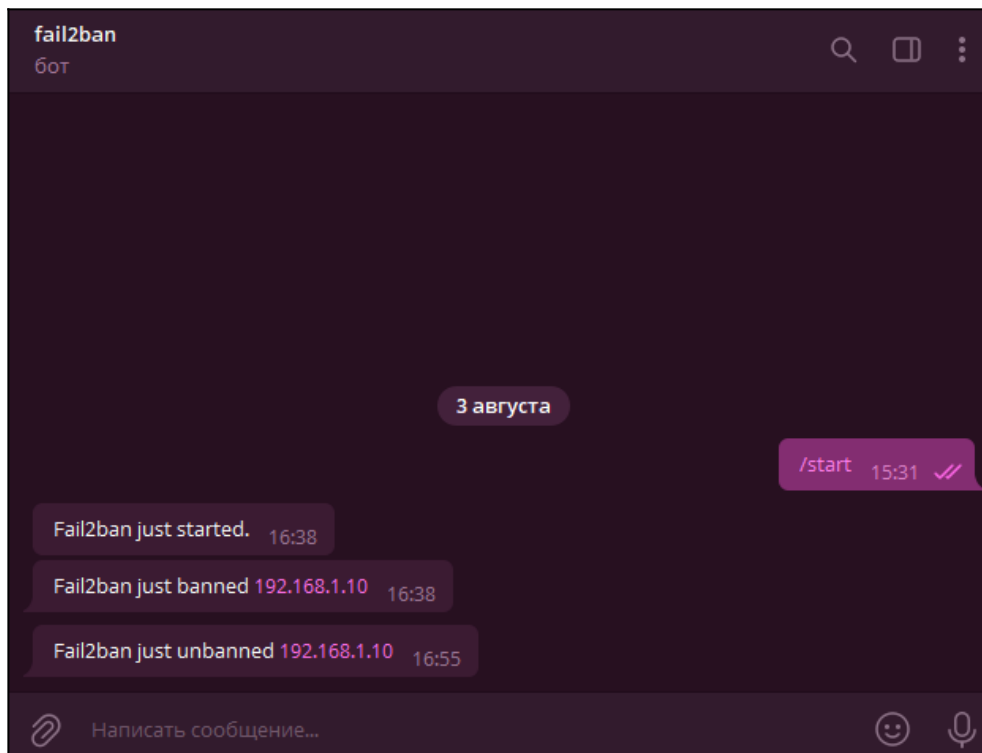 fail2ban
бот
3 августа
/start 15:31
Fail2ban just started. 16:38
Fail2ban just banned 192.168.1.10 16:38
Fail2ban just unbanned 192.168.1.10 16:55
Написать сообщение...